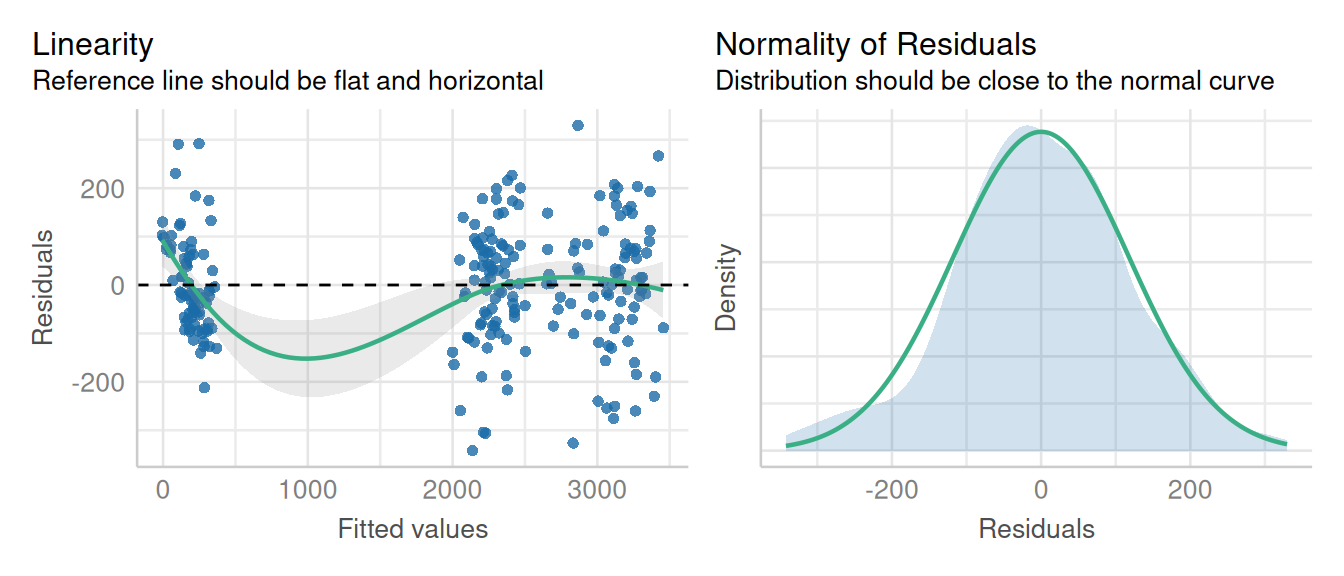 Linearity
Reference line should be flat and horizontal
Residuals
200
0
-200
0
1000
2000
3000
Fitted values
Normality of Residuals
Distribution should be close to the normal curve
Density
-200
0
200
Residuals